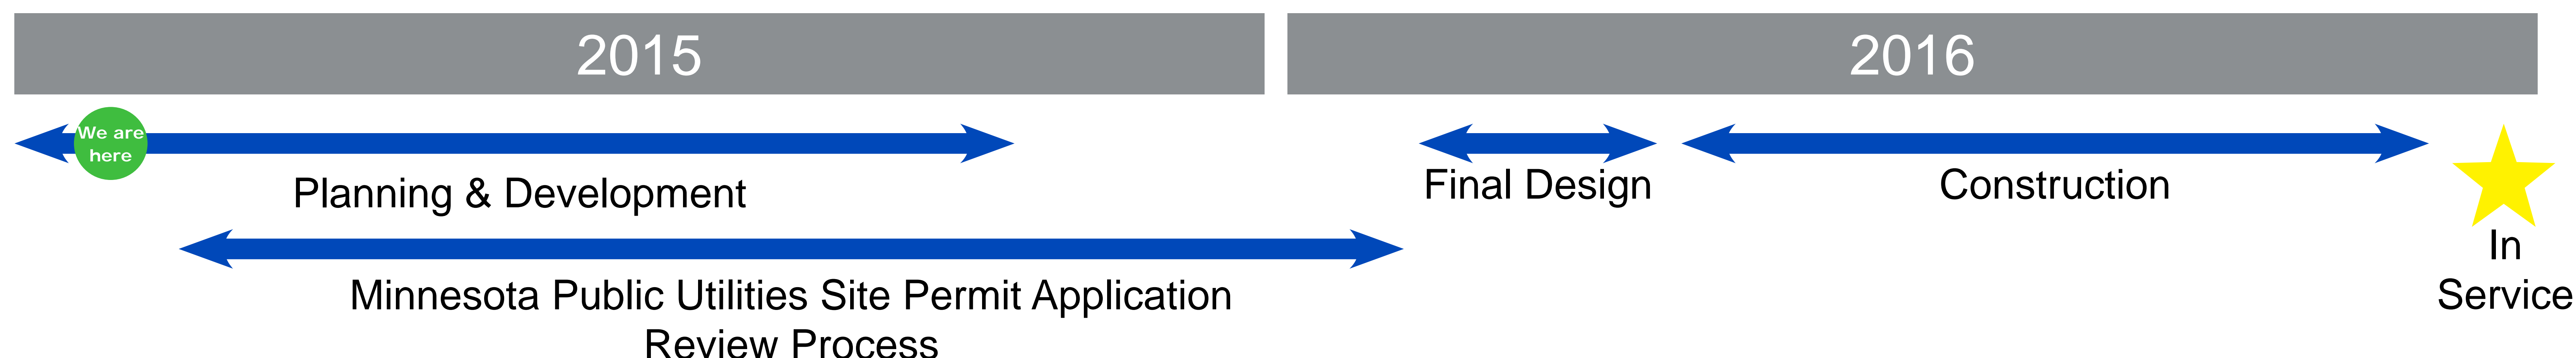 2015
2016
We are
here
Planning & Development
Final Design
Construction
In
Service
Minnesota Public Utilities Site Permit Application
Review Process